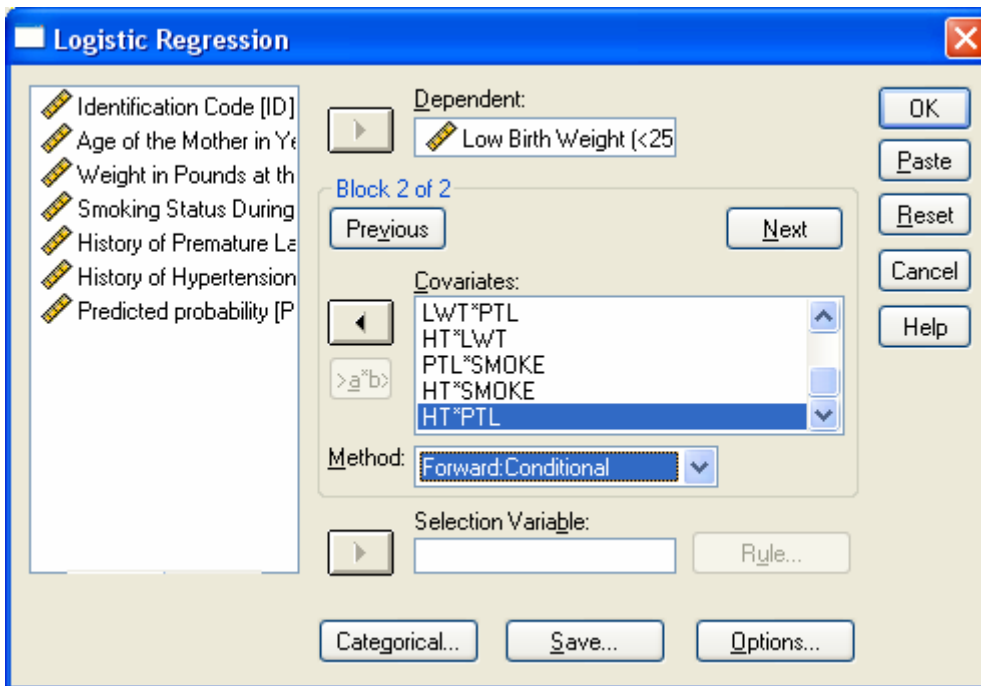 Logistic Regression
Identification Code [ID]
Age of the Mother in Ye
Weight in Pounds at th
Smoking Status During
History of Premature La
History of Hypertension
Predicted probability [P
Dependent:
Low Birth Weight (<25
Block 2 of 2
Previous
Next
Covariates:
LWT*PTL
HT*LWT
PTL*SMOKE
HT*SMOKE
HT*PTL
>a*b>
Method:
Forward:Conditional
Selection Variable:
Rule...
Categorical...
Save...
Options...
OK
Paste
Reset
Cancel
Help